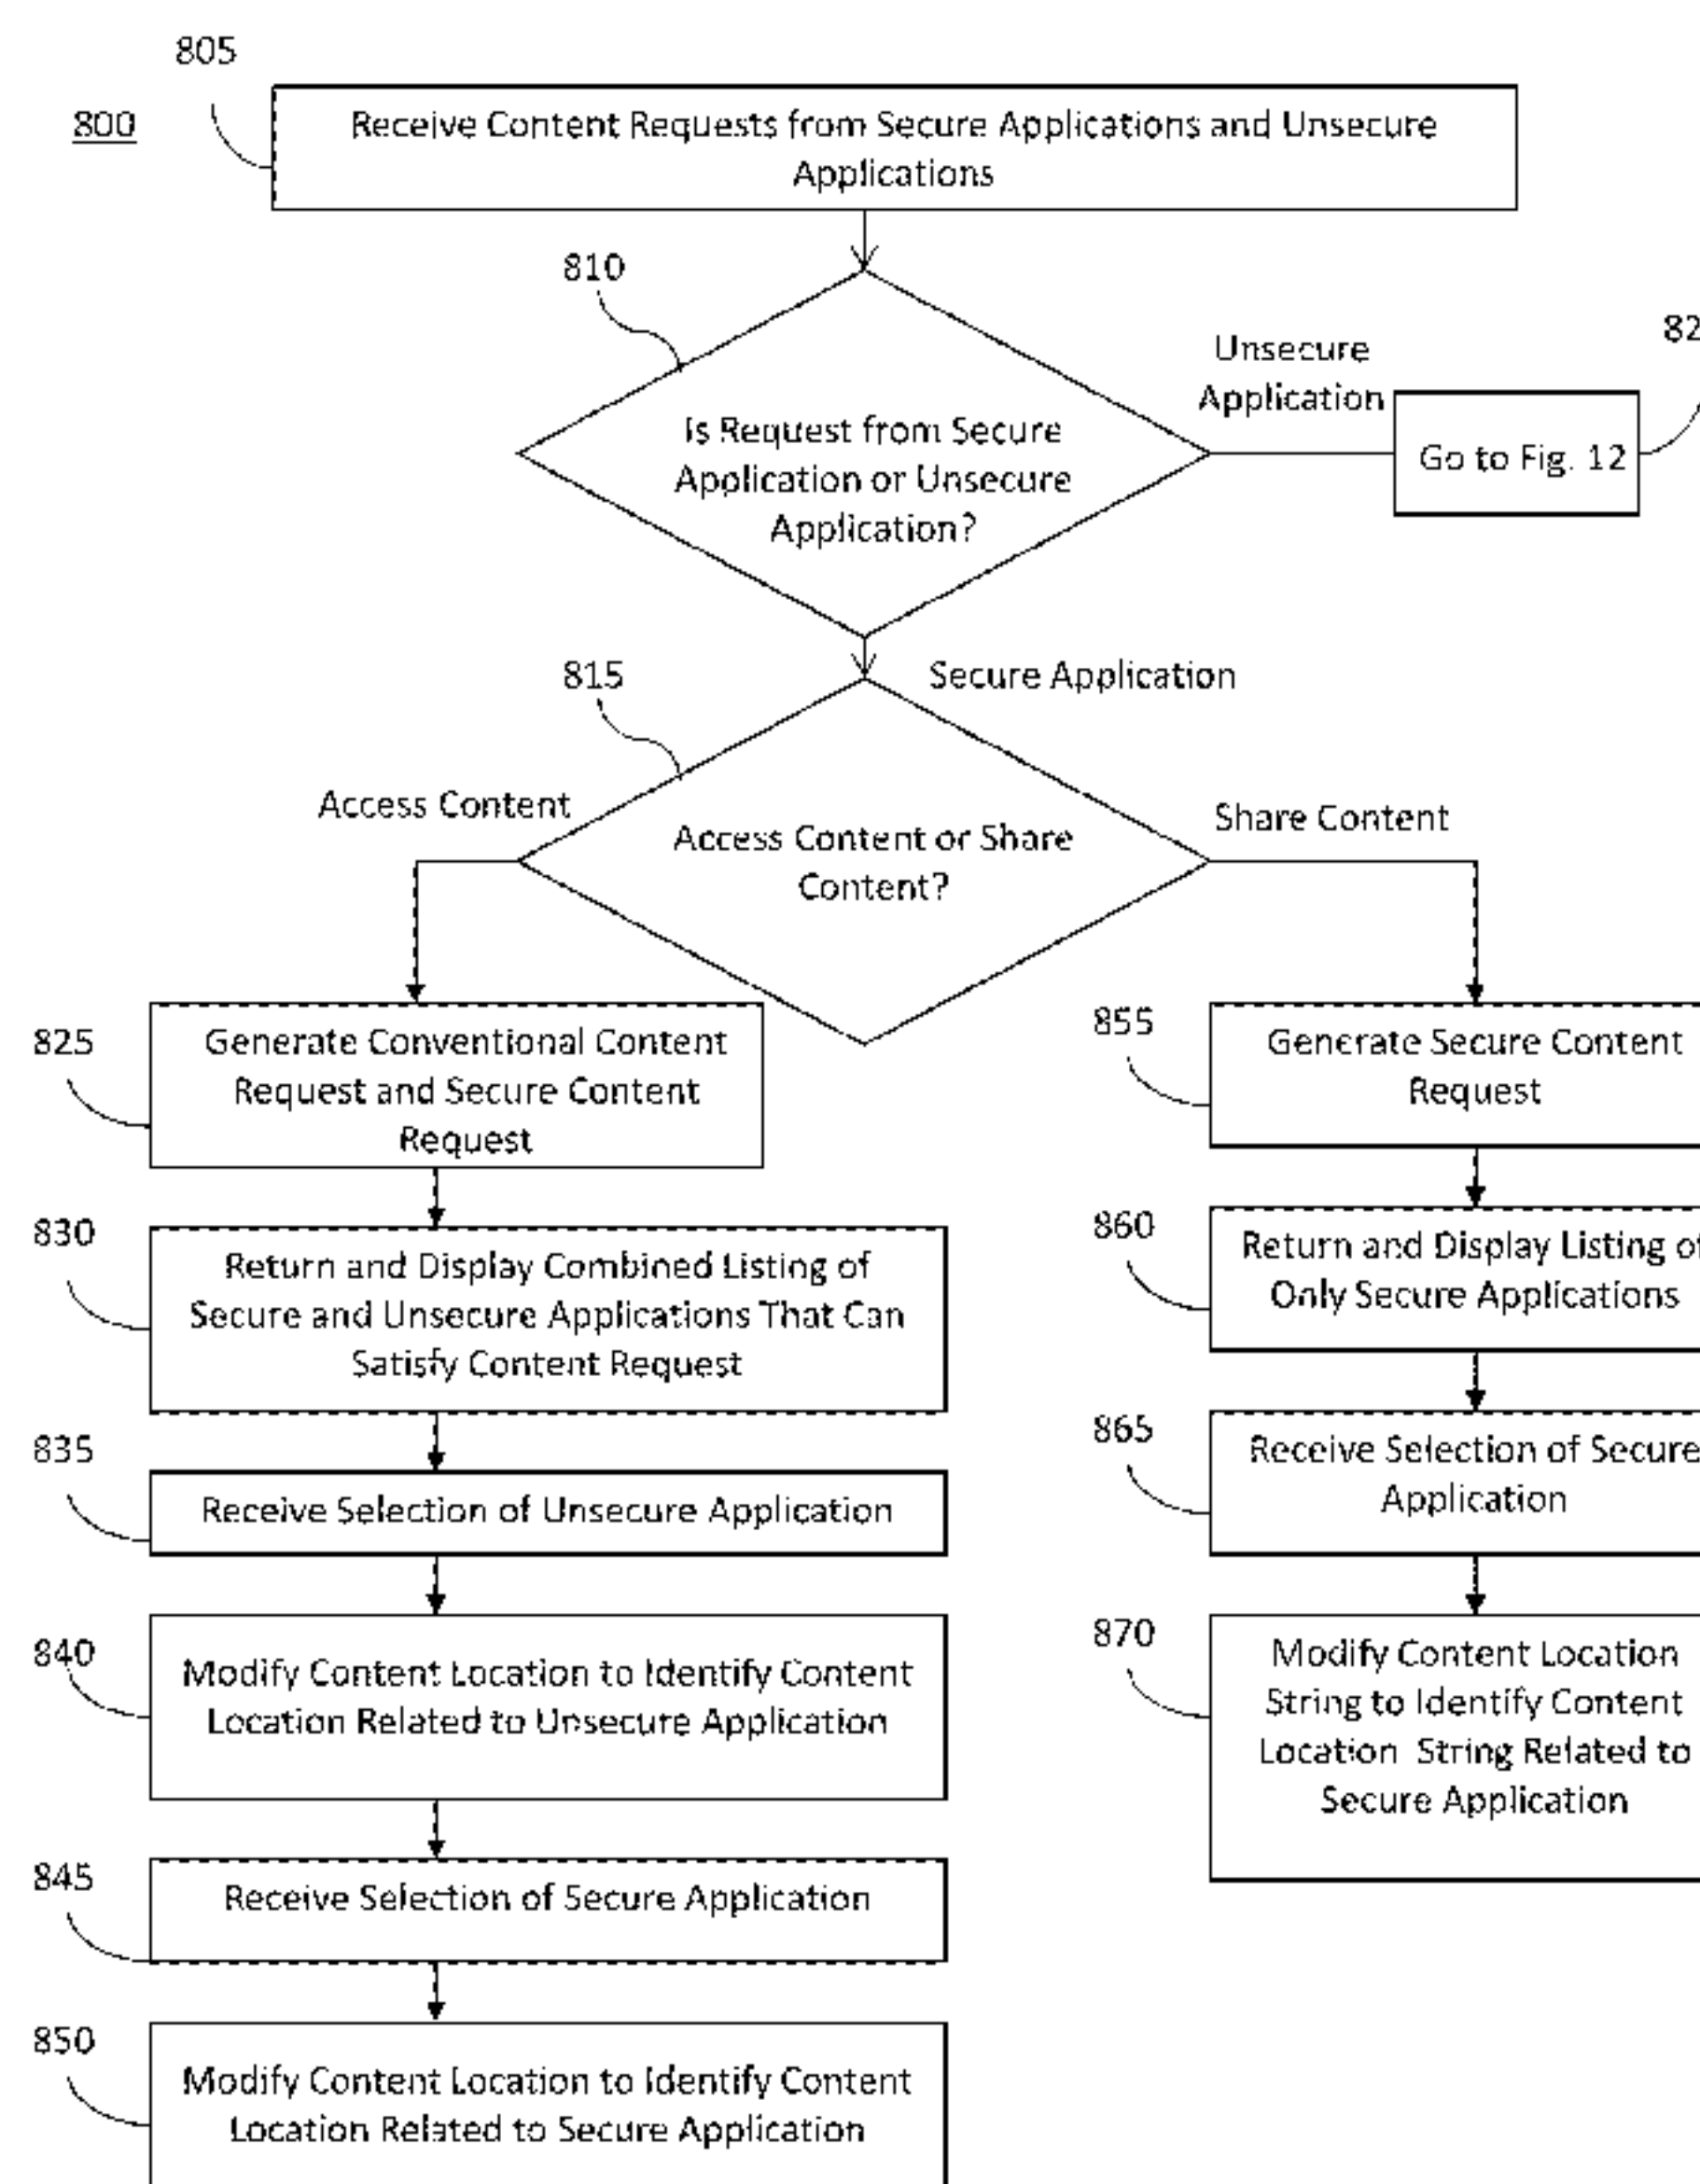 805
800
Receive Content Requests from Secure Applications and Unsecure
Applications
810
Is Request from Secure
Application or Unsecure
Application?
Unsecure
Application
82
Go to Fig. 12
815
Secure Application
Access Content
Access Content or Share
Content?
Share Content
825
Generate Conventional Content
Request and Secure Content
Request
830
Return and Display Combined Listing of
Secure and Unsecure Applications That Can
Satisfy Content Request
835
Receive Selection of Unsecure Application
840
Modify Content Location to Identify Content
Location Related to Unsecure Application
845
Receive Selection of Secure Application
850
Modify Content Location to Identify Content
Location Related to Secure Application
855
Generate Secure Content
Request
860
Return and Display Listing of
Only Secure Applications
865
Receive Selection of Secure
Application
870
Modify Content Location
String to Identify Content
Location String Related to
Secure Application